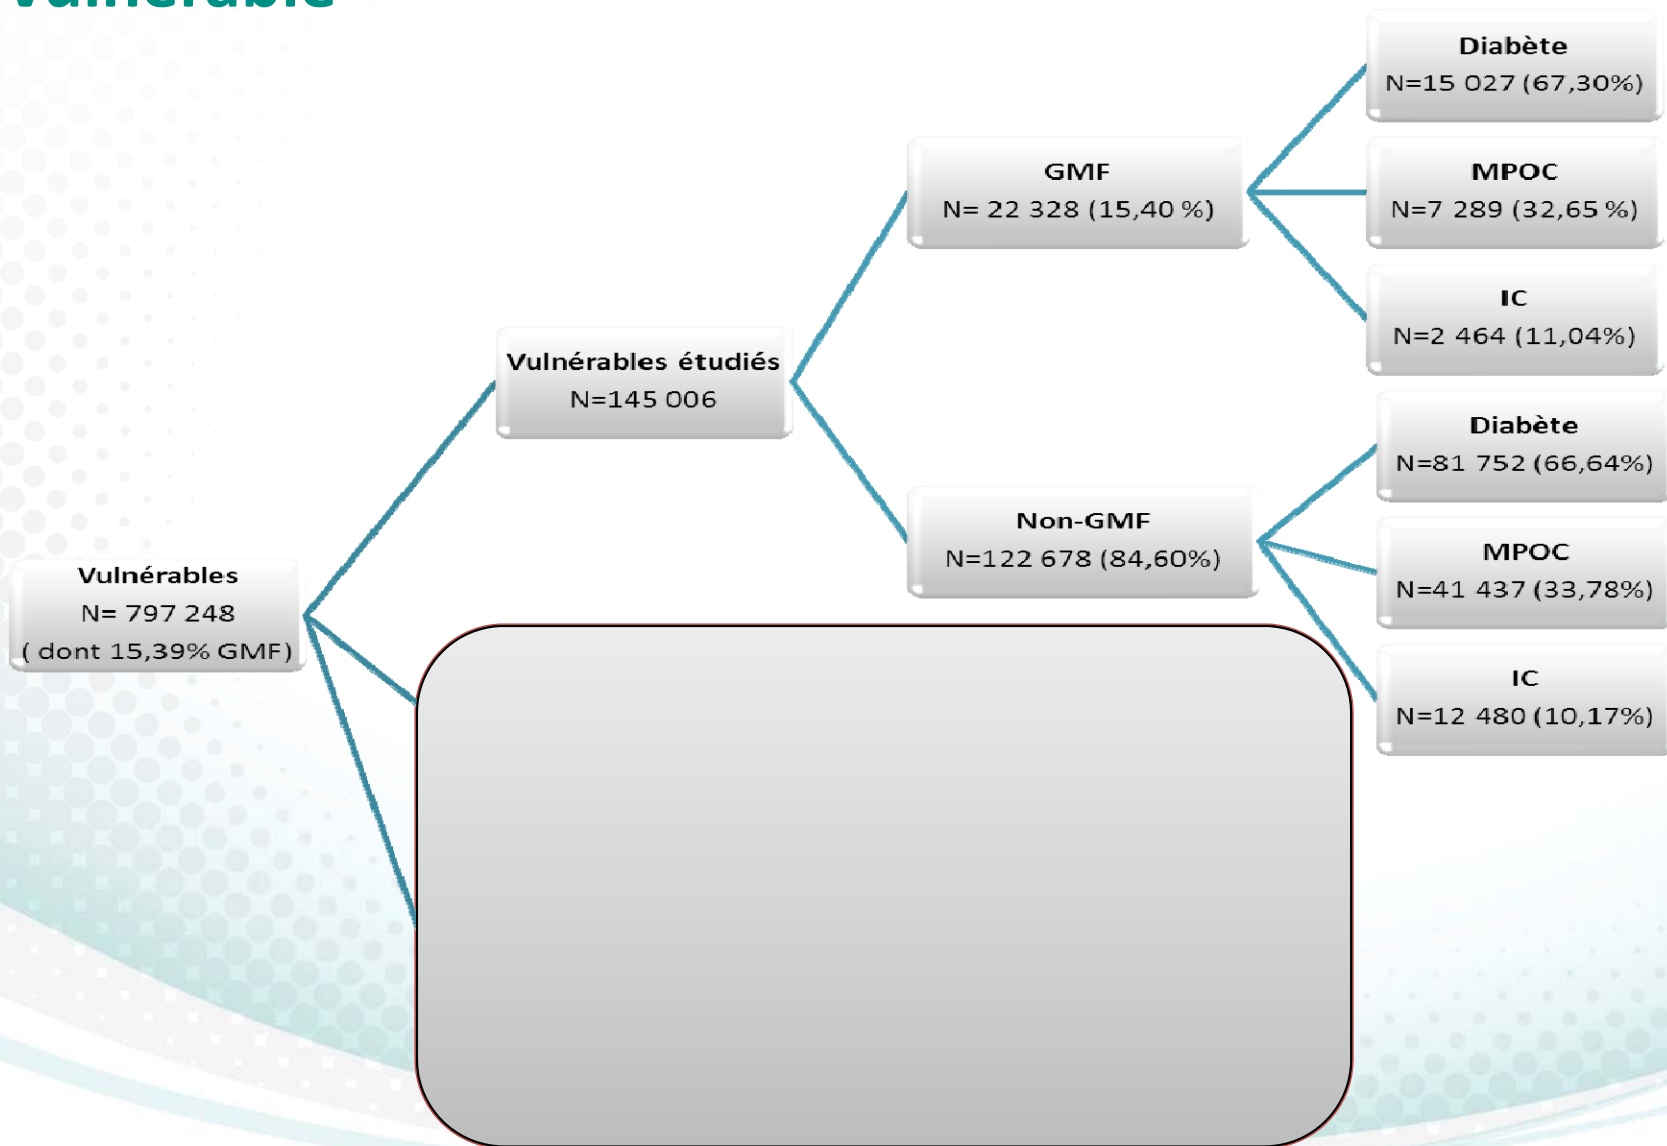 Vulnérable
Diabète
N=15 027 (67,30%)
GMF
N= 22 328 (15,40 %)
MPOC
N=7 289 (32,65 %)
IC
N=2 464 (11,04%)
Vulnérables étudiés
N=145 006
Diabète
N=81 752 (66,64%)
Non-GMF
N=122 678 (84,60%)
MPOC
N=41 437 (33,78%)
Vulnérables
N= 797 248
( dont 15,39% GMF)
IC
N=12 480 (10,17%)